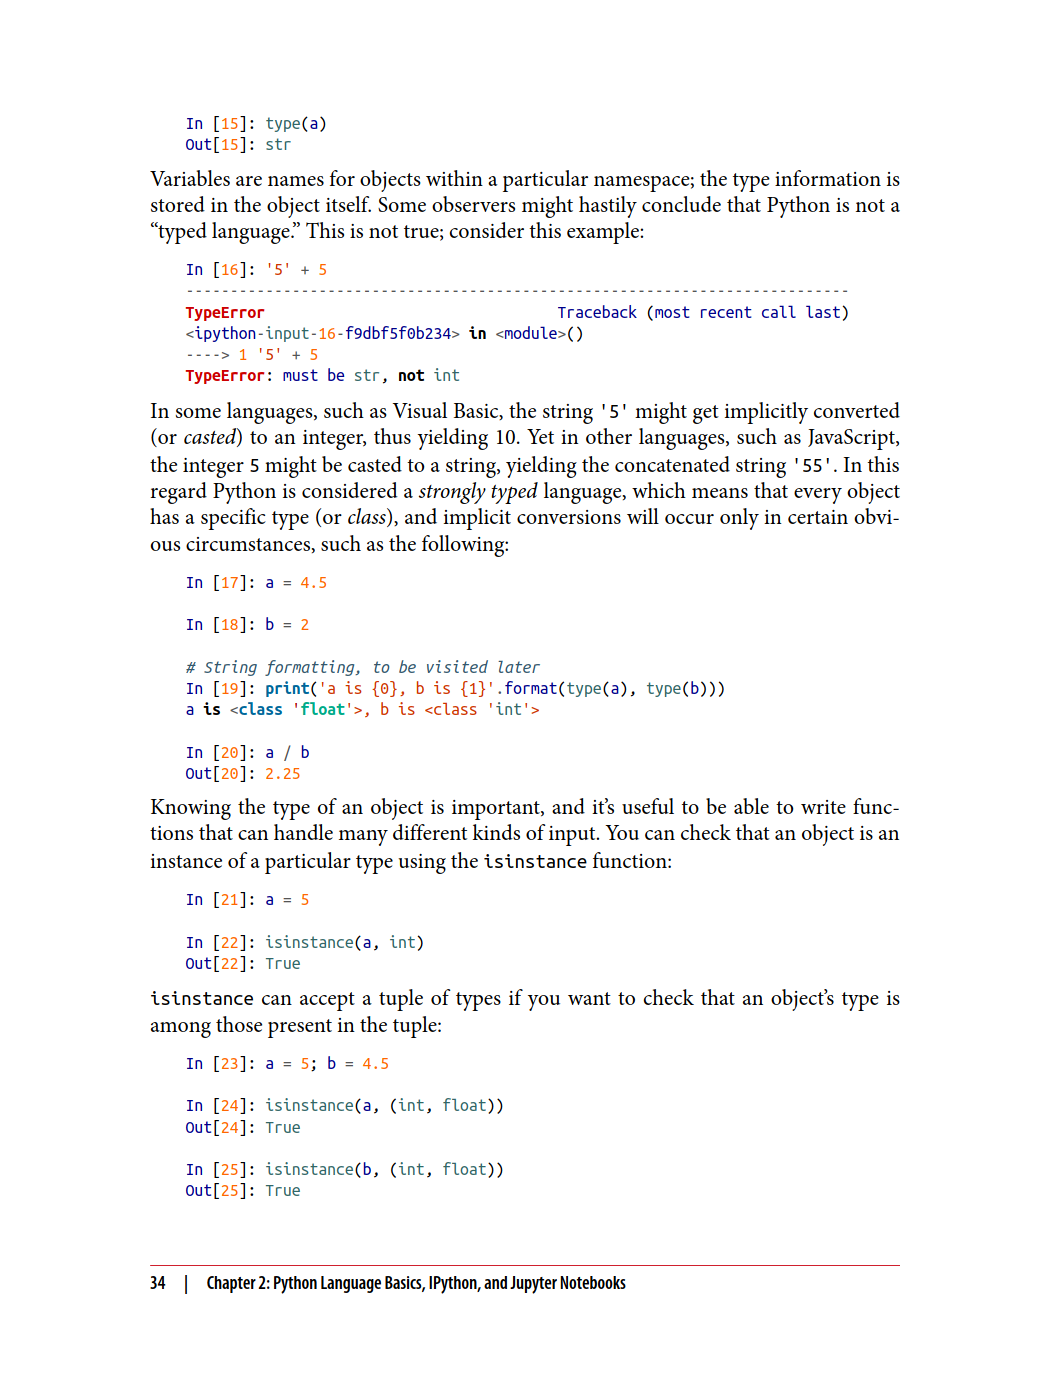 In [15]: type(a)
Out[15]: str
Variables are names for objects within a particular namespace; the type information is
stored in the object itself. Some observers might hastily conclude that Python is not a
“typed language.” This is not true; consider this example:
In [16]: '5' + 5
---------------------------------------------------------------------------
TypeError                                 Traceback (most recent call last)
<ipython-input-16-f9dbf5f0b234> in <module>()
----> 1 '5' + 5
TypeError: must be str, not int
In some languages, such as Visual Basic, the string '5' might get implicitly converted
(or casted) to an integer, thus yielding 10. Yet in other languages, such as JavaScript,
the integer 5 might be casted to a string, yielding the concatenated string '55'. In this
regard Python is considered a strongly typed language, which means that every object
has a specific type (or class), and implicit conversions will occur only in certain obvi-
ous circumstances, such as the following:
In [17]: a = 4.5
In [18]: b = 2
# String formatting, to be visited later
In [19]: print('a is {0}, b is {1}'.format(type(a), type(b)))
a is <class 'float'>, b is <class 'int'>
In [20]: a / b
Out[20]: 2.25
Knowing the type of an object is important, and it’s useful to be able to write func-
tions that can handle many different kinds of input. You can check that an object is an
instance of a particular type using the isinstance function:
In [21]: a = 5
In [22]: isinstance(a, int)
Out[22]: True
isinstance can accept a tuple of types if you want to check that an object’s type is
among those present in the tuple:
In [23]: a = 5; b = 4.5
In [24]: isinstance(a, (int, float))
Out[24]: True
In [25]: isinstance(b, (int, float))
Out[25]: True
34 | Chapter 2: Python Language Basics, IPython, and Jupyter Notebooks